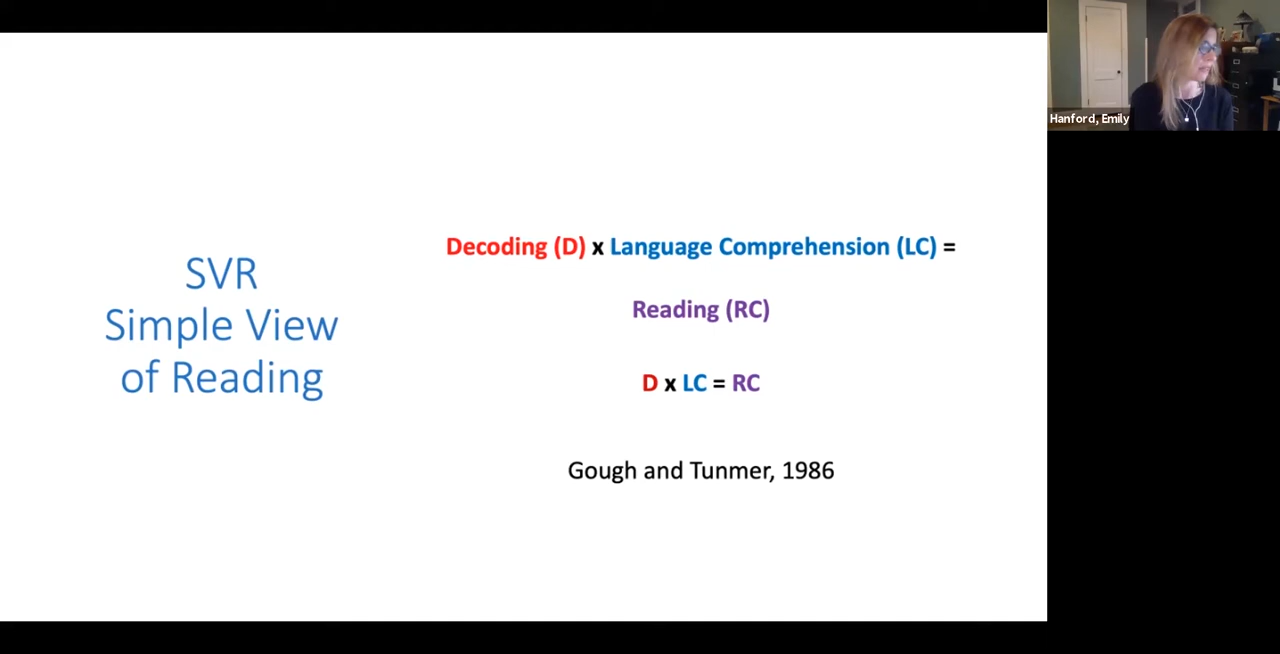 SVR
Simple View
of Reading
Decoding (D) x Language Comprehension (LC) =
Reading (RC)
D x LC = RC
Gough and Tunmer, 1986
Hanford, Emily